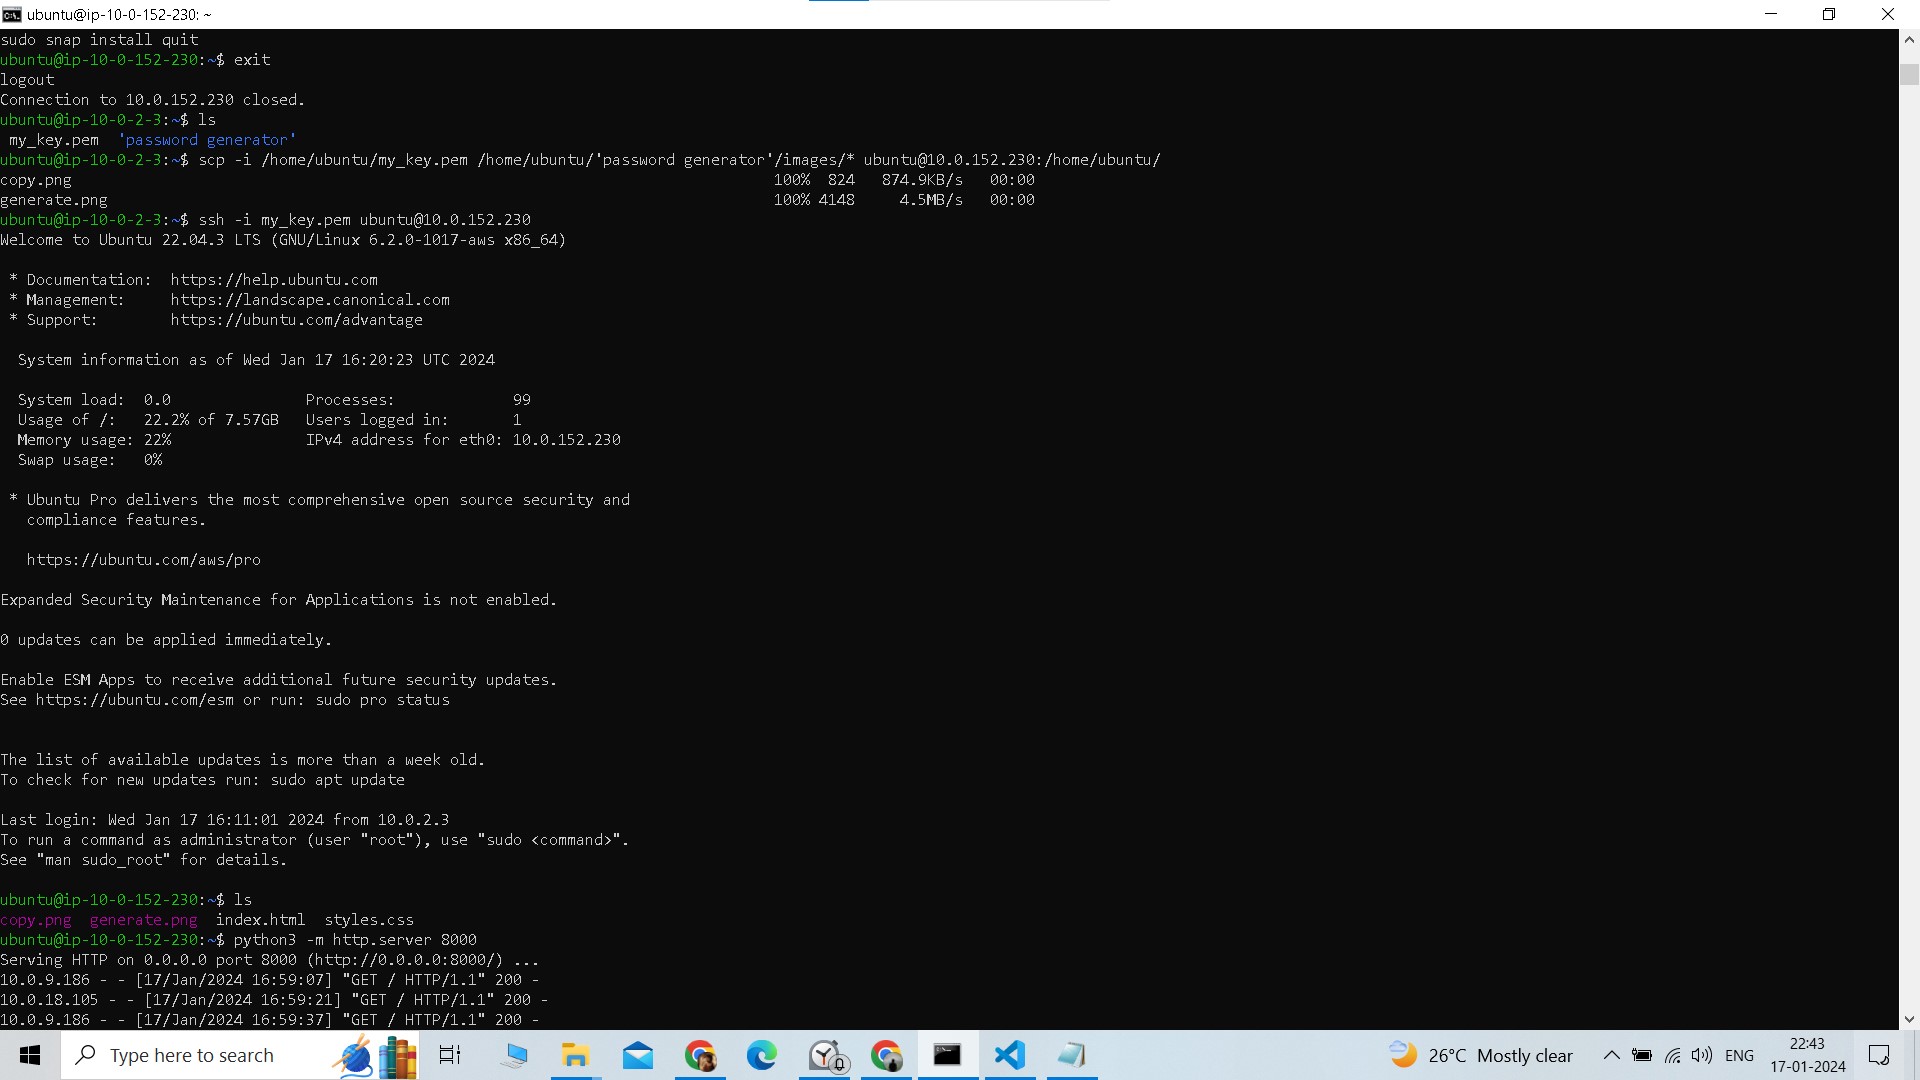 ubuntu@ip-10-0-152-230: ~
sudo snap install quit
ubuntu@ip-10-0-152-230:~$ exit
logout
Connection to 10.0.152.230 closed.
ubuntu@ip-10-0-2-3:~$ ls
my_key.pem  'password generator'
ubuntu@ip-10-0-2-3:~$ scp -i /home/ubuntu/my_key.pem /home/ubuntu/'password generator'/images/* ubuntu@10.0.152.230:/home/ubuntu/
copy.png 100% 824 874.9KB/s 00:00
generate.png 100% 4148 4.5MB/s 00:00
ubuntu@ip-10-0-2-3:~$ ssh -i my_key.pem ubuntu@10.0.152.230
Welcome to Ubuntu 22.04.3 LTS (GNU/Linux 6.2.0-1017-aws x86_64)
* Documentation: https://help.ubuntu.com
* Management: https://landscape.canonical.com
* Support: https://ubuntu.com/advantage
System information as of Wed Jan 17 16:20:23 UTC 2024
System load: 0.0 Processes: 99
Usage of /: 22.2% of 7.57GB Users logged in: 1
Memory usage: 22% IPv4 address for eth0: 10.0.152.230
Swap usage: 0%
* Ubuntu Pro delivers the most comprehensive open source security and
compliance features.
https://ubuntu.com/aws/pro
Expanded Security Maintenance for Applications is not enabled.
0 updates can be applied immediately.
Enable ESM Apps to receive additional future security updates.
See https://ubuntu.com/esm or run: sudo pro status
The list of available updates is more than a week old.
To check for new updates run: sudo apt update
Last login: Wed Jan 17 16:11:01 2024 from 10.0.2.3
To run a command as administrator (user "root"), use "sudo <command>".
See "man sudo_root" for details.
ubuntu@ip-10-0-152-230:~$ ls
copy.png  generate.png  index.html  styles.css
ubuntu@ip-10-0-152-230:~$ python3 -m http.server 8000
Serving HTTP on 0.0.0.0 port 8000 (http://0.0.0.0:8000/) ...
10.0.9.186 - - [17/Jan/2024 16:59:07] "GET / HTTP/1.1" 200 -
10.0.18.105 - - [17/Jan/2024 16:59:21] "GET / HTTP/1.1" 200 -
10.0.9.186 - - [17/Jan/2024 16:59:37] "GET / HTTP/1.1" 200 -
Type here to search
26°C Mostly clear
ENG
22:43
17-01-2024